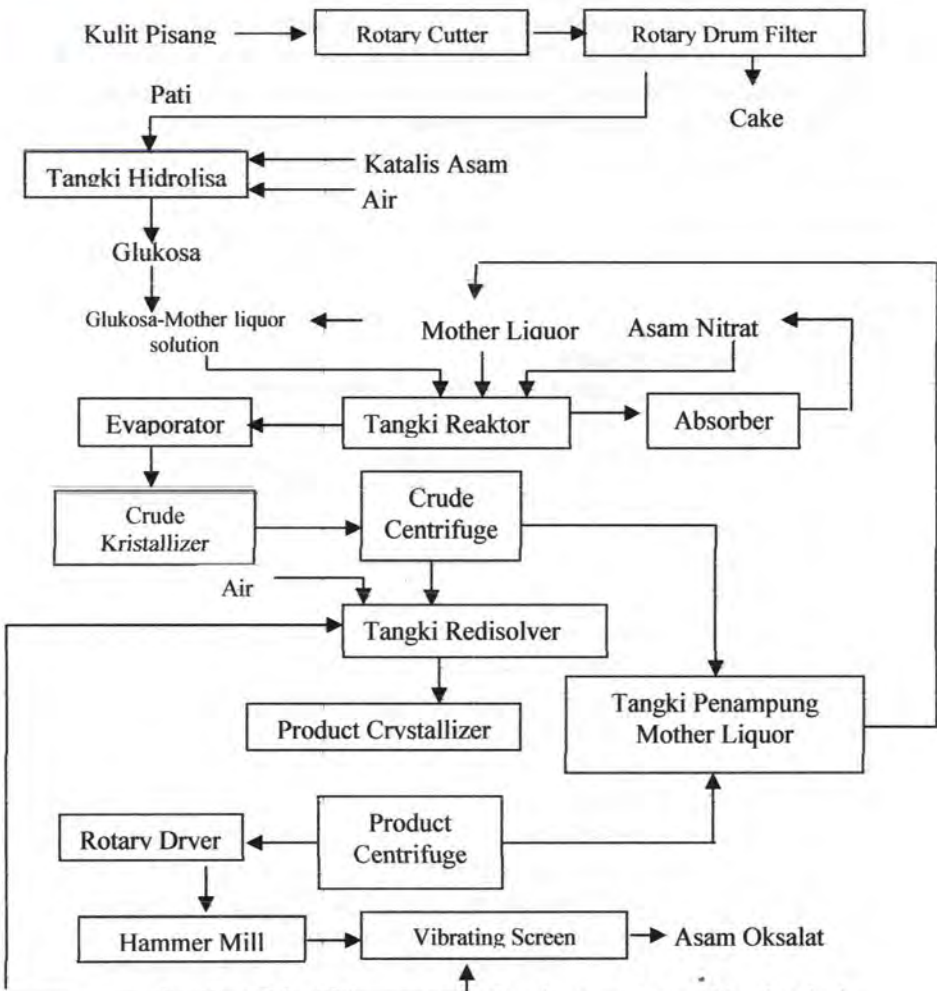 Kulit Pisang
Rotary Cutter
Rotary Drum Filter
Pati
Cake
Tangki Hidrolisa
Katalis Asam
Air
Glukosa
Glukosa-Mother liquor
solution
Mother Liquor
Asam Nitrat
Evaporator
Tangki Reaktor
Absorber
Crude
Kristallizer
Crude
Centrifuge
Air
Tangki Redisolver
Product Crystallizer
Tangki Penampung
Mother Liquor
Rotary Dryer
Product
Centrifuge
Hammer Mill
Vibrating Screen
Asam Oksalat